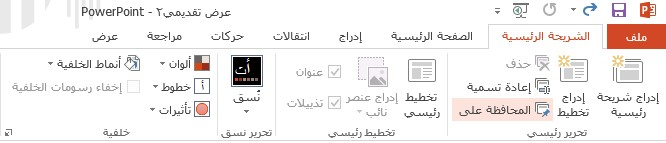 عرض تقديمي٢ - PowerPoint
ملف الشريحة الرئيسية الصفحة الرئيسية إدراج انتقالات حركات مراجعة عرض
إدراج شريحة رئيسية
إدراج تخطيط
حذف
إعادة تسمية
المحافظة على
تحرير رئيسي
تخطيط رئيسي
إدراج عنصر نائب
عنوان
تذييلات
تخطيط رئيسي
نُسق
تحرير نسق
ألوان
خطوط
تأثيرات
أنماط الخلفية
إخفاء رسومات الخلفية
خلفية